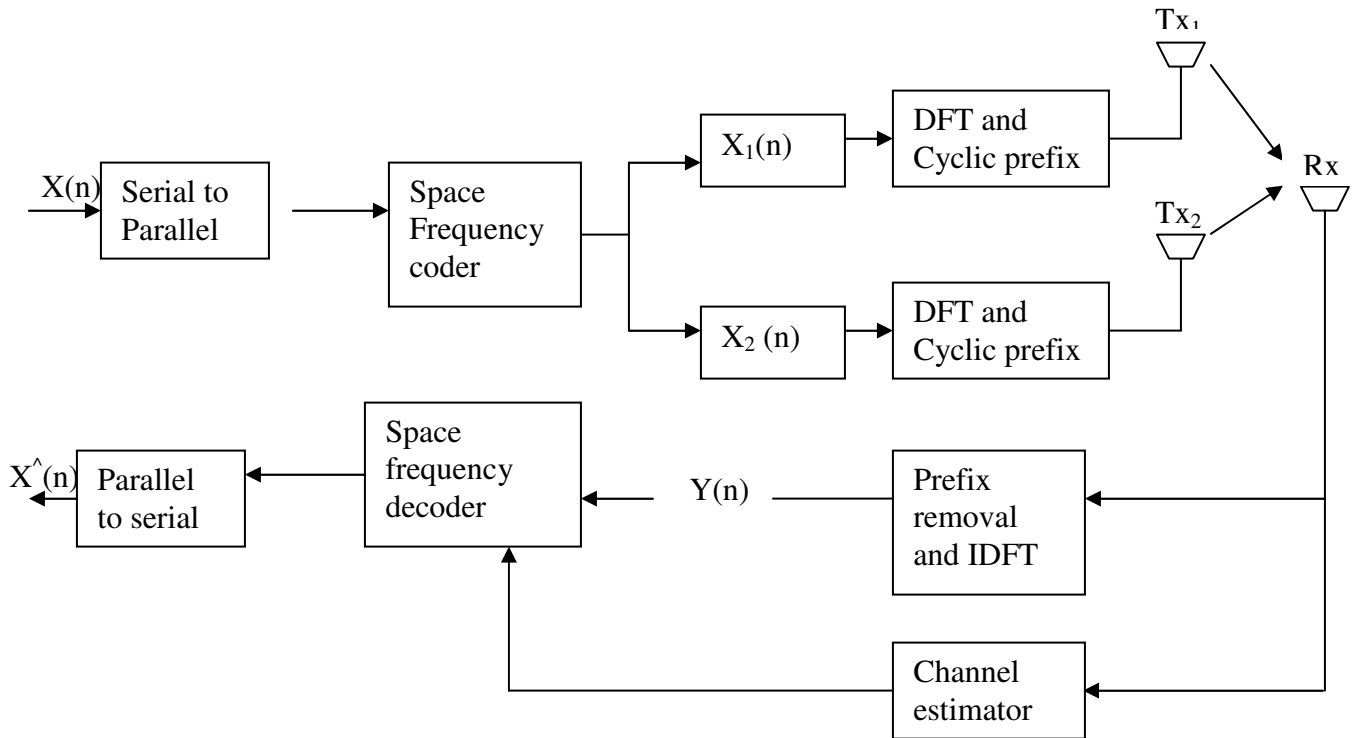 Tx₁
X₁(n)
DFT and
Cyclic prefix
Rx
X(n)
Serial to
Parallel
Space
Frequency
coder
Tx₂
X₂ (n)
DFT and
Cyclic prefix
X^(n)
Parallel
to serial
Space
frequency
decoder
Y(n)
Prefix
removal
and IDFT
Channel
estimator